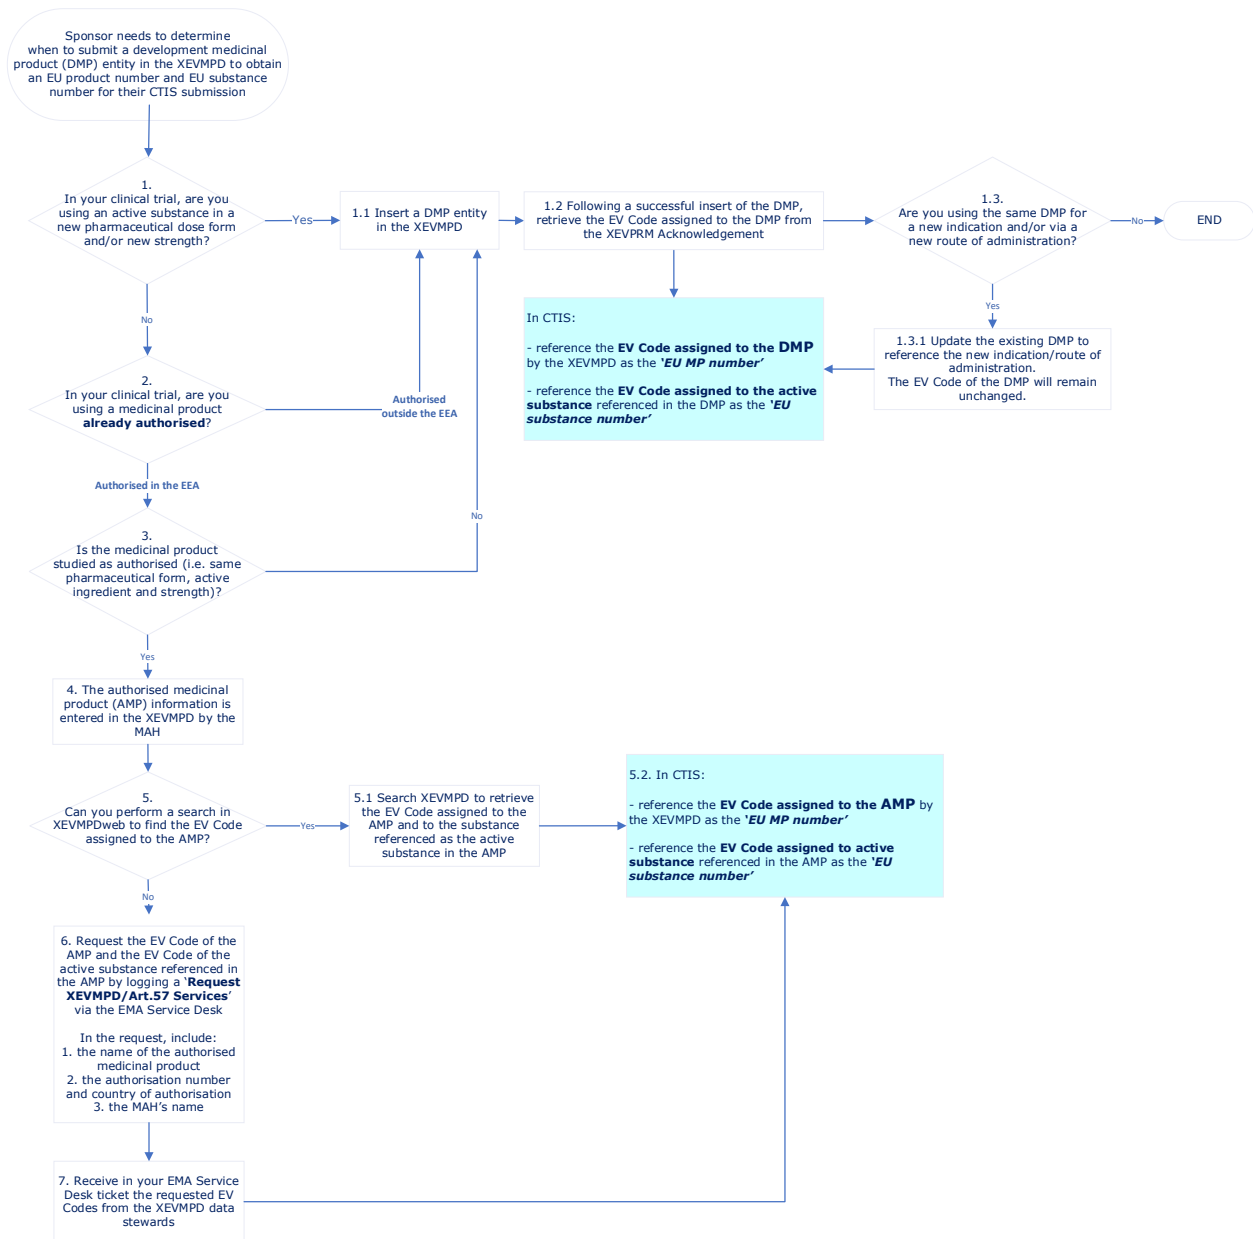 Sponsor needs to determine
when to submit a development medicinal
product (DMP) entity in the XEVMPD to obtain
an EU product number and EU substance
number for their CTIS submission
1.
In your clinical trial, are you
using an active substance in a
new pharmaceutical dose form
and/or new strength?
Yes
1.1 Insert a DMP entity
in the XEVMPD
1.2 Following a successful insert of the DMP,
retrieve the EV Code assigned to the DMP from
the XEVPRM Acknowledgement
1.3.
Are you using the same DMP for
a new indication and/or via a
new route of administration?
No
END
Yes
1.3.1 Update the existing DMP to
reference the new indication/route of
administration.
The EV Code of the DMP will remain
unchanged.
In CTIS:
- reference the EV Code assigned to the DMP
by the XEVMPD as the ‘EU MP number’
- reference the EV Code assigned to the active
substance referenced in the DMP as the ‘EU
substance number’
No
2.
In your clinical trial, are you
using a medicinal product
already authorised?
Authorised
outside the EEA
Authorised in the EEA
3.
Is the medicinal product
studied as authorised (i.e. same
pharmaceutical form, active
ingredient and strength)?
No
Yes
4. The authorised medicinal
product (AMP) information is
entered in the XEVMPD by the
MAH
5.
Can you perform a search in
XEVMPDweb to find the EV Code
assigned to the AMP?
Yes
5.1 Search XEVMPD to retrieve
the EV Code assigned to the
AMP and to the substance
referenced as the active
substance in the AMP
5.2. In CTIS:
- reference the EV Code assigned to the AMP by
the XEVMPD as the ‘EU MP number’
- reference the EV Code assigned to active
substance referenced in the AMP as the ‘EU
substance number’
No
6. Request the EV Code of the
AMP and the EV Code of the
active substance referenced in
the AMP by logging a ‘Request
XEVMPD/Art.57 Services’
via the EMA Service Desk
In the request, include:
1. the name of the authorised
medicinal product
2. the authorisation number
and country of authorisation
3. the MAH’s name
7. Receive in your EMA Service
Desk ticket the requested EV
Codes from the XEVMPD data
stewards